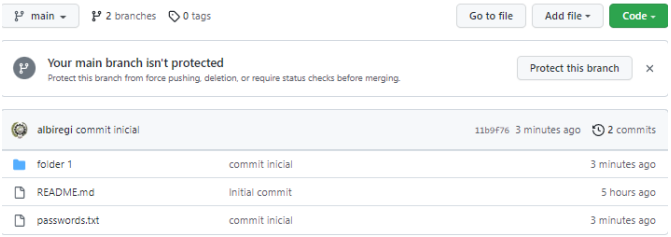 main 2 branches 0 tags Go to file Add file Code
Your main branch isn't protected
Protect this branch from force pushing, deletion, or require status checks before merging.
Protect this branch
albiregi commit inicial 11b9f76 3 minutes ago 2 commits
folder 1 commit inicial 3 minutes ago
README.md Initial commit 5 hours ago
passwords.txt commit inicial 3 minutes ago